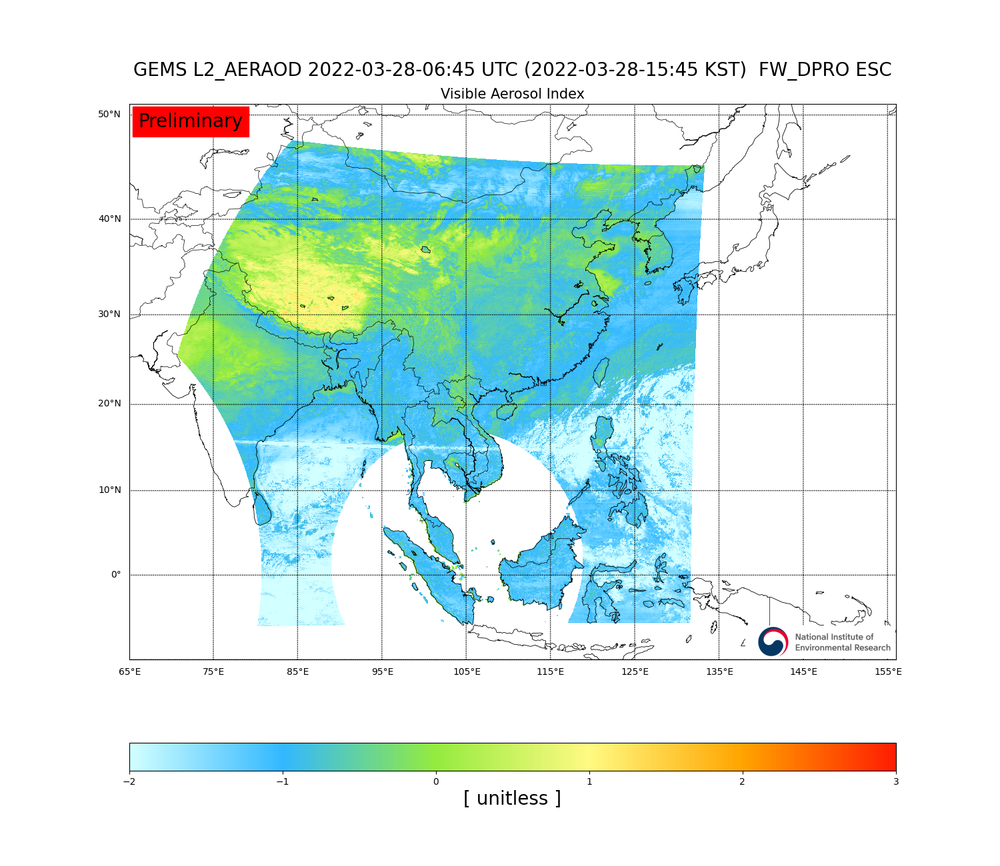 GEMS L2_AERAOD 2022-03-28-06:45 UTC (2022-03-28-15:45 KST)  FW_DPRO ESC
Visible Aerosol Index
Preliminary
50°N
40°N
30°N
20°N
10°N
0°
National Institute of
Environmental Research
65°E 75°E 85°E 95°E 105°E 115°E 125°E 135°E 145°E 155°E
−2 −1 0 1 2 3
[ unitless ]